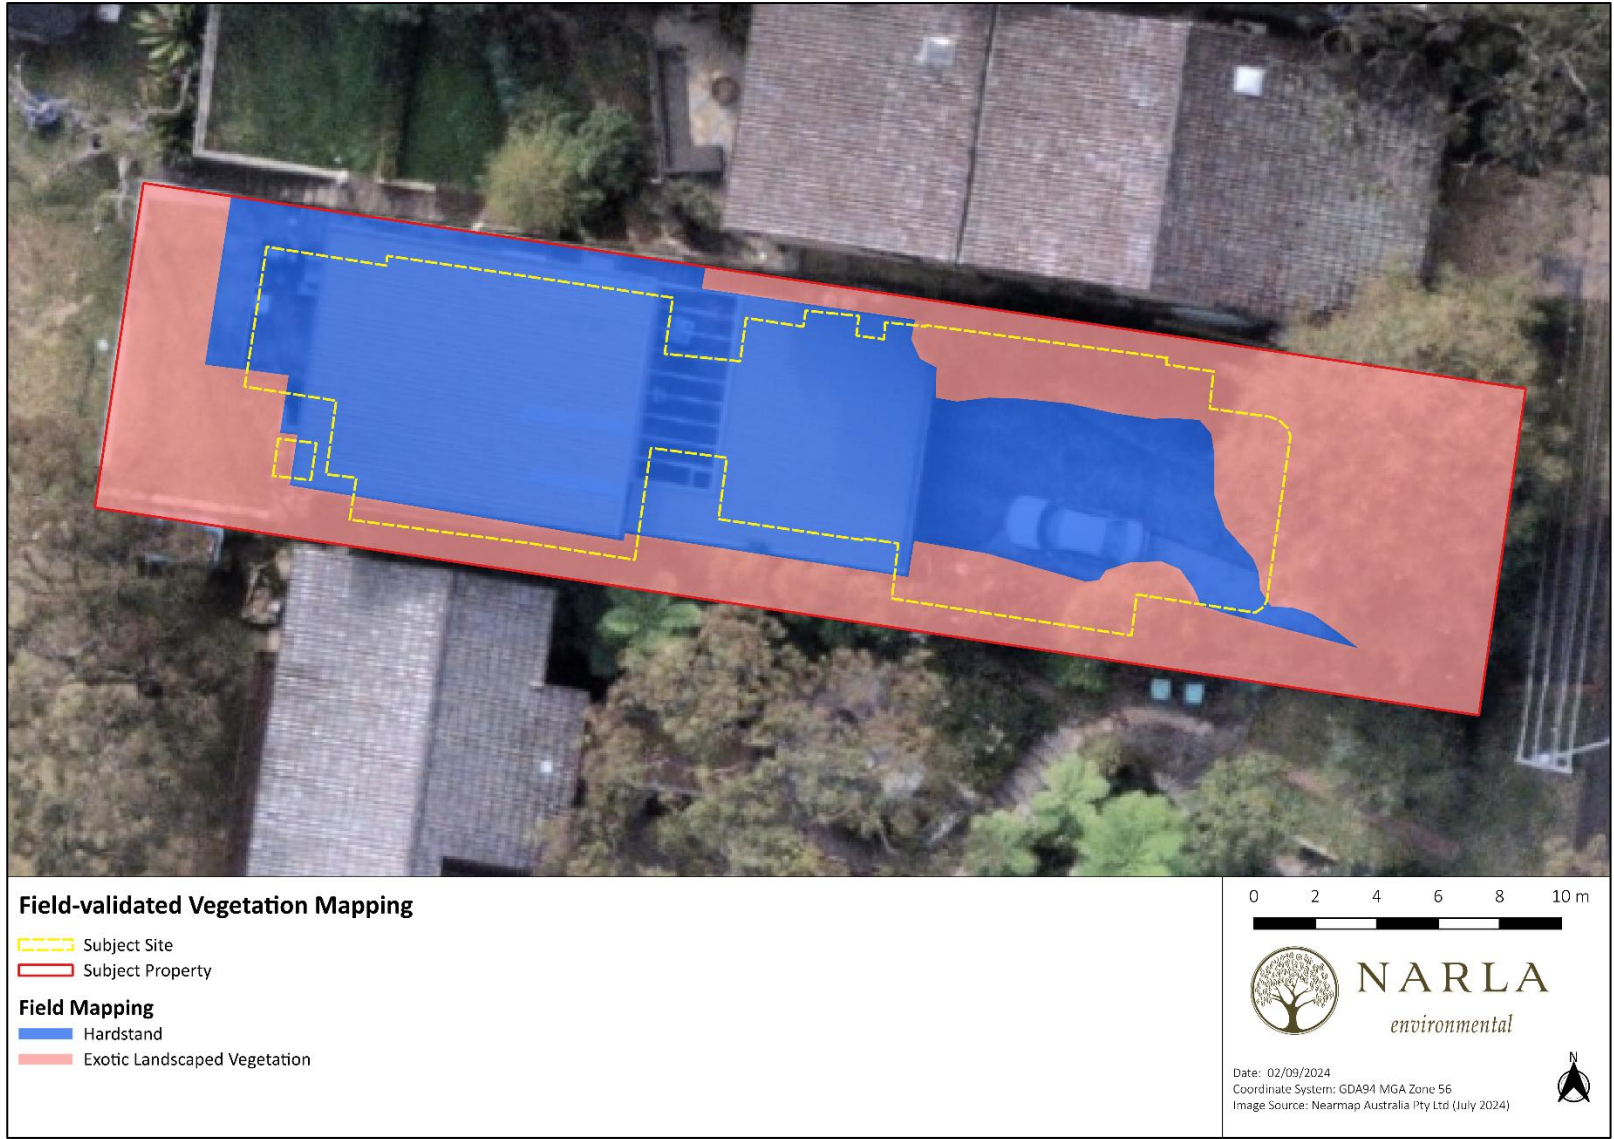 Field-validated Vegetation Mapping
Subject Site
Subject Property
Field Mapping
Hardstand
Exotic Landscaped Vegetation
0 2 4 6 8 10 m
NARLA
environmental
Date: 02/09/2024
Coordinate System: GDA94 MGA Zone 56
Image Source: Nearmap Australia Pty Ltd (July 2024)
N